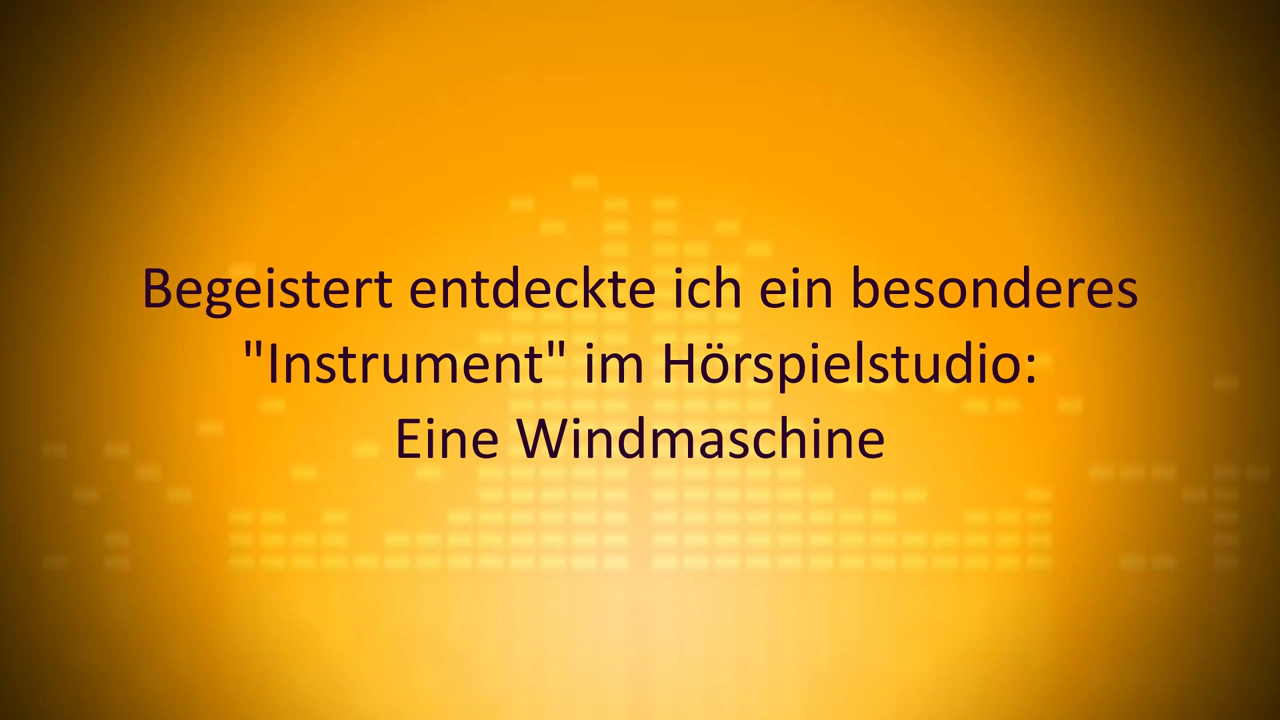 Begeistert entdeckte ich ein besonderes
"Instrument" im Hörspielstudio:
Eine Windmaschine